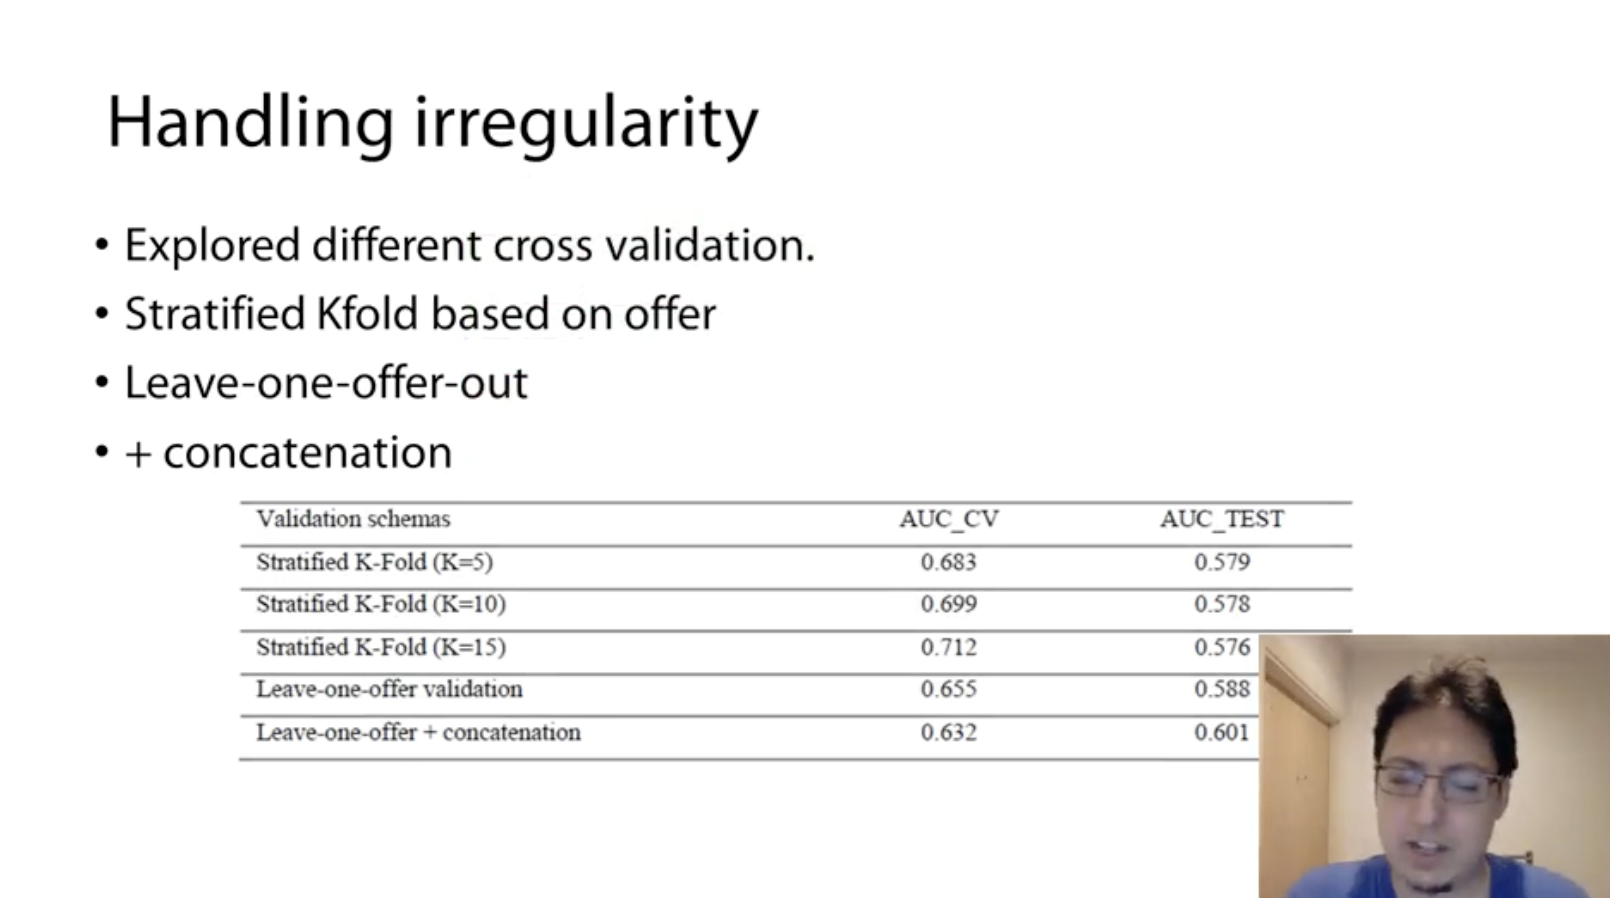 Handling irregularity
• Explored different cross validation.
• Stratified Kfold based on offer
• Leave-one-offer-out
• + concatenation
Validation schemas AUC_CV AUC_TEST
Stratified K-Fold (K=5) 0.683 0.579
Stratified K-Fold (K=10) 0.699 0.578
Stratified K-Fold (K=15) 0.712 0.576
Leave-one-offer validation 0.655 0.588
Leave-one-offer + concatenation 0.632 0.601